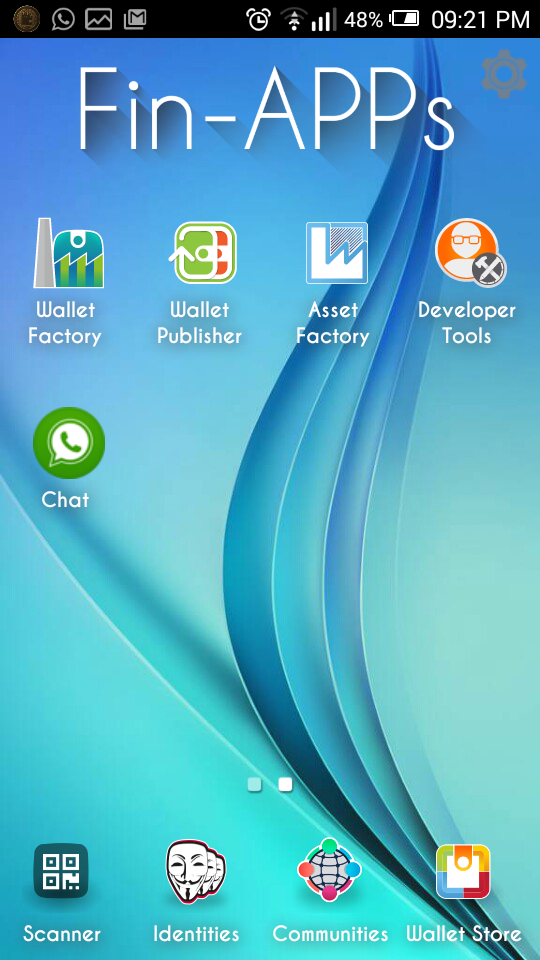 48% 09:21 PM
Fin-APPs
Wallet Factory
Wallet Publisher
Asset Factory
Developer Tools
Chat
Scanner Identities Communities Wallet Store